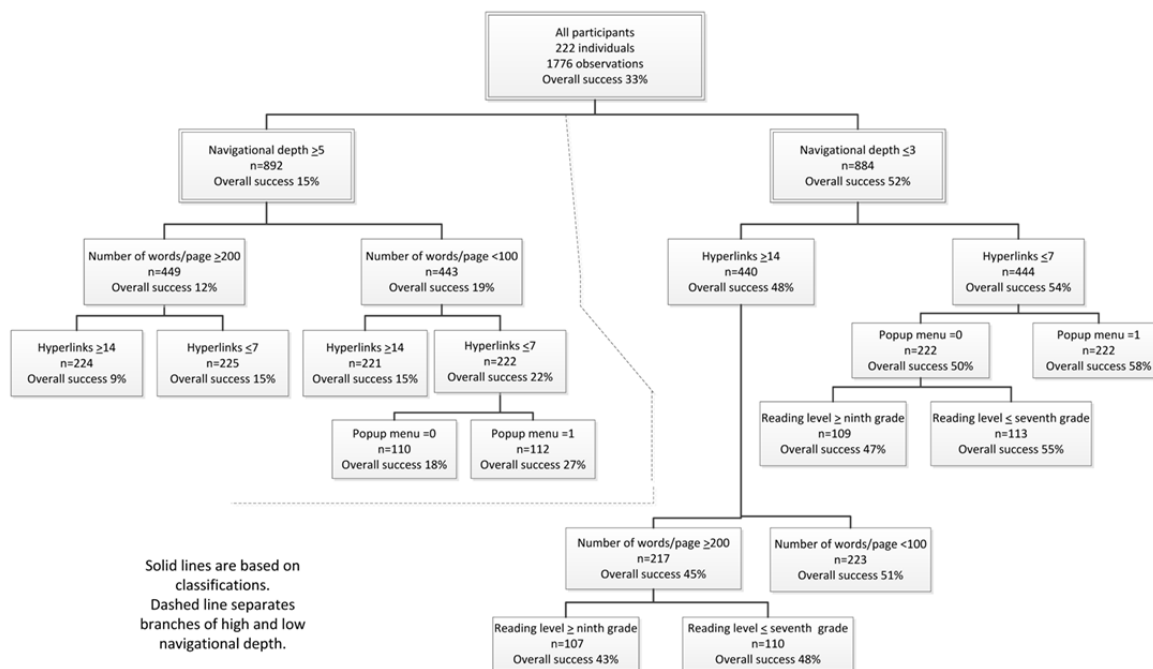 All participants
222 individuals
1776 observations
Overall success 33%
Navigational depth ≥5
n=892
Overall success 15%
Navigational depth ≤3
n=884
Overall success 52%
Number of words/page ≥200
n=449
Overall success 12%
Number of words/page <100
n=443
Overall success 19%
Hyperlinks ≥14
n=440
Overall success 48%
Hyperlinks ≤7
n=444
Overall success 54%
Hyperlinks ≥14
n=224
Overall success 9%
Hyperlinks ≤7
n=225
Overall success 15%
Hyperlinks ≥14
n=221
Overall success 15%
Hyperlinks ≤7
n=222
Overall success 22%
Popup menu =0
n=222
Overall success 50%
Popup menu =1
n=222
Overall success 58%
Popup menu =0
n=110
Overall success 18%
Popup menu =1
n=112
Overall success 27%
Reading level ≥ ninth grade
n=109
Overall success 47%
Reading level ≤ seventh grade
n=113
Overall success 55%
Number of words/page ≥200
n=217
Overall success 45%
Number of words/page <100
n=223
Overall success 51%
Reading level ≥ ninth grade
n=107
Overall success 43%
Reading level ≤ seventh grade
n=110
Overall success 48%
Solid lines are based on
classifications.
Dashed line separates
branches of high and low
navigational depth.